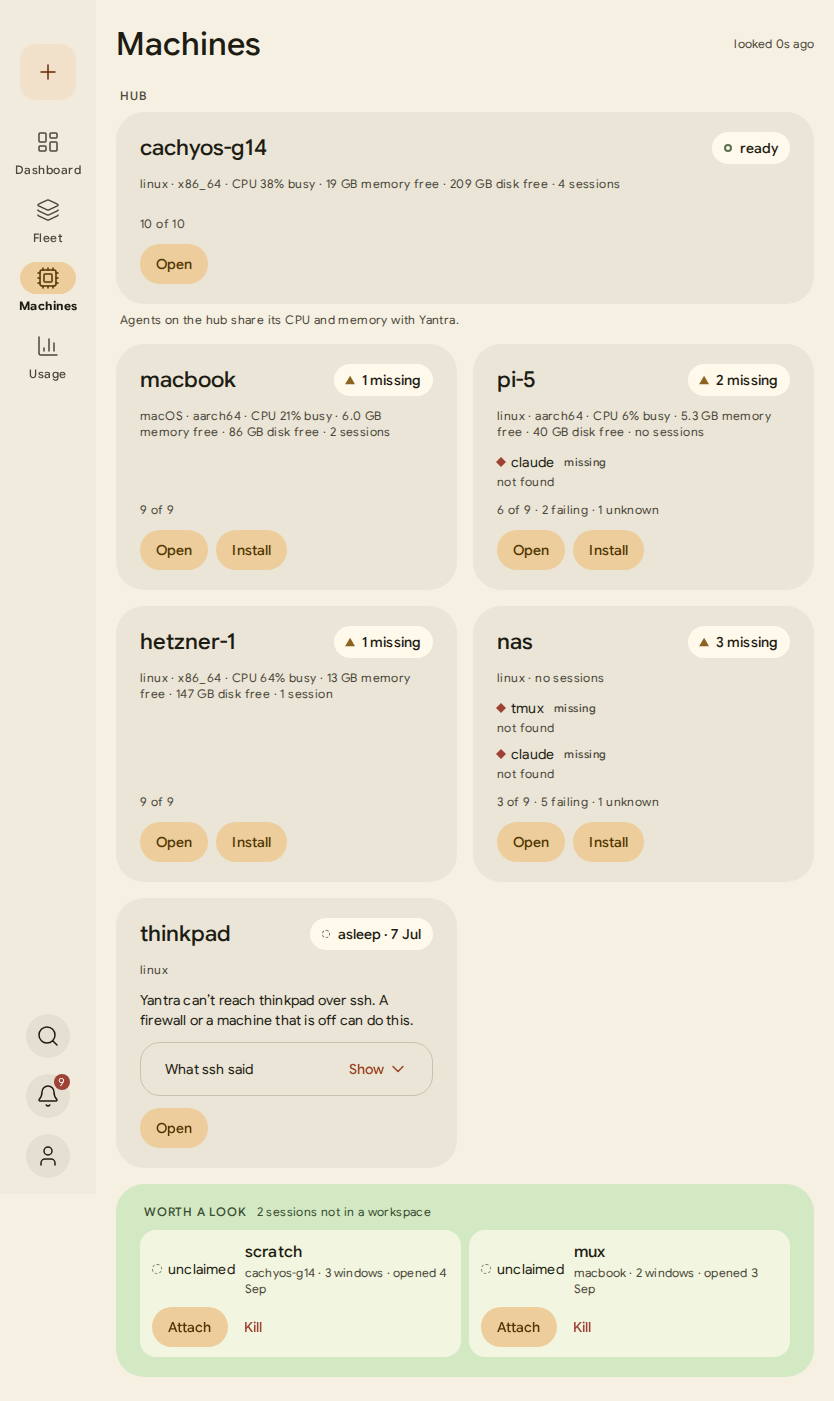 Machines
looked 0s ago
Dashboard
Fleet
Machines
Usage
9
HUB
cachyos-g14
ready
linux · x86_64 · CPU 38% busy · 19 GB memory free · 209 GB disk free · 4 sessions
10 of 10
Open
Agents on the hub share its CPU and memory with Yantra.
macbook
1 missing
macOS · aarch64 · CPU 21% busy · 6.0 GB
memory free · 86 GB disk free · 2 sessions
9 of 9
Open
Install
pi-5
2 missing
linux · aarch64 · CPU 6% busy · 5.3 GB memory
free · 40 GB disk free · no sessions
claude missing
not found
6 of 9 · 2 failing · 1 unknown
Open
Install
hetzner-1
1 missing
linux · x86_64 · CPU 64% busy · 13 GB memory
free · 147 GB disk free · 1 session
9 of 9
Open
Install
nas
3 missing
linux · no sessions
tmux missing
not found
claude missing
not found
3 of 9 · 5 failing · 1 unknown
Open
Install
thinkpad
asleep · 7 Jul
linux
Yantra can’t reach thinkpad over ssh. A
firewall or a machine that is off can do this.
What ssh said
Show
Open
WORTH A LOOK 2 sessions not in a workspace
unclaimed
scratch
cachyos-g14 · 3 windows · opened 4
Sep
Attach
Kill
unclaimed
mux
macbook · 2 windows · opened 3
Sep
Attach
Kill